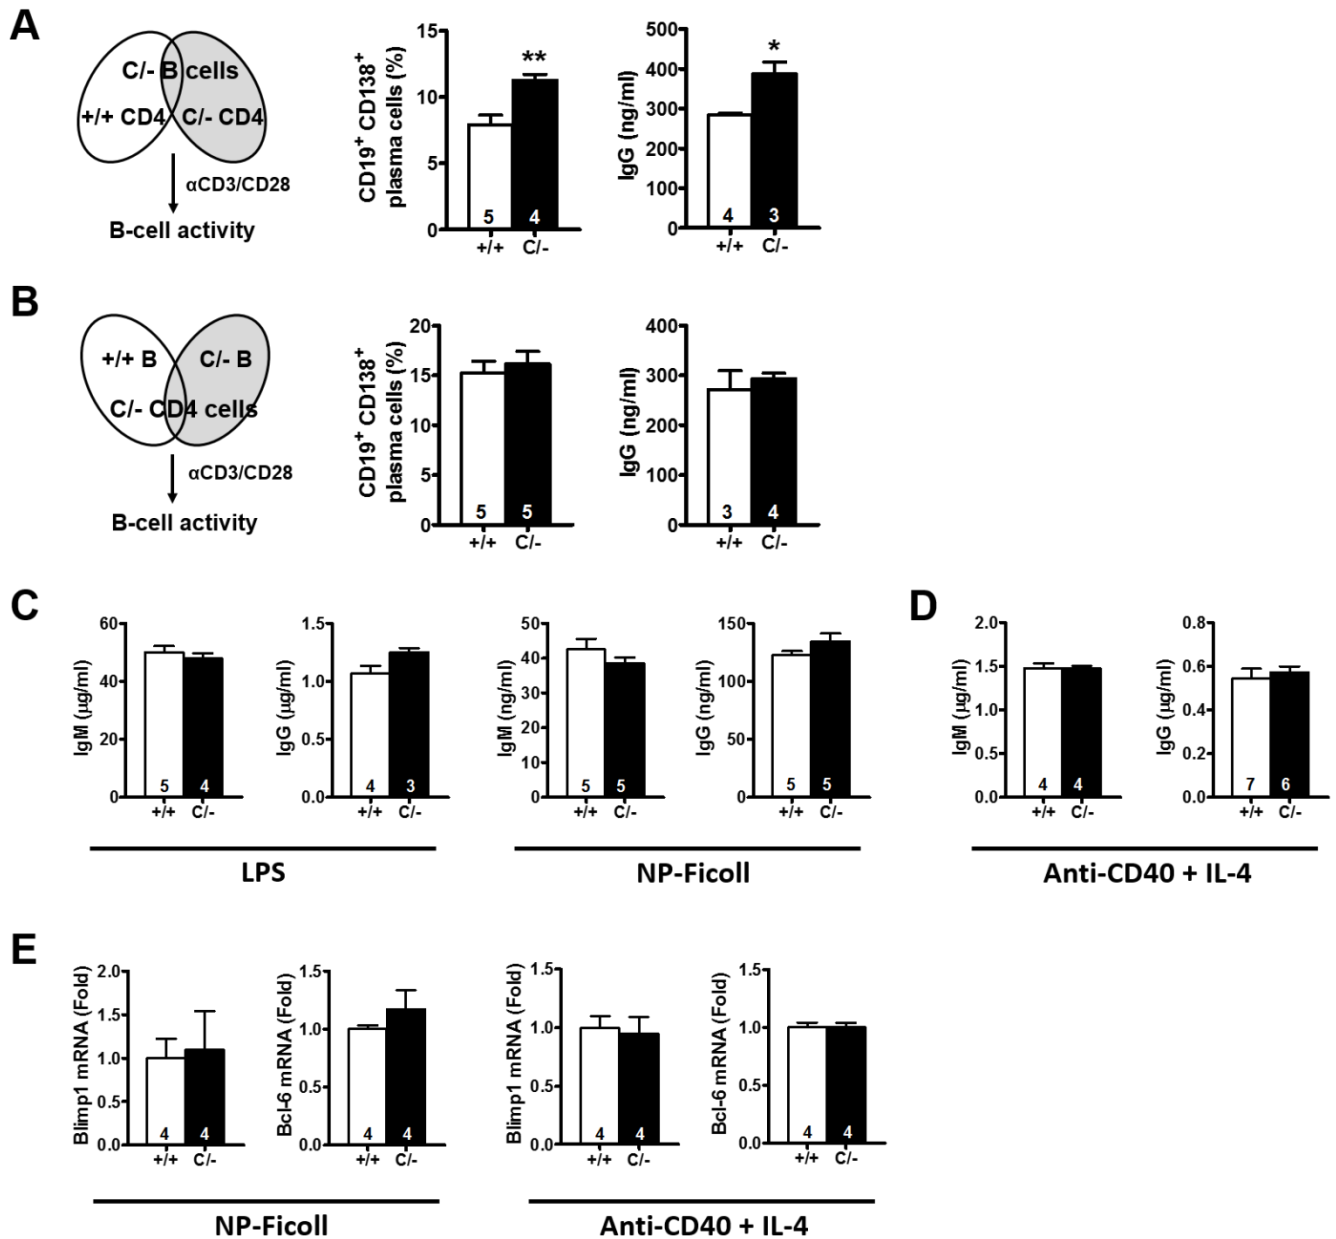 A
C/- B cells
+/+ CD4
C/- CD4
αCD3/CD28
B-cell activity
CD19⁺ CD138⁺
plasma cells (%)
15
10
5
0
**
5
4
+/+
C/-
IgG (ng/ml)
500
400
300
200
100
0
*
4
3
+/+
C/-
B
+/+ B
C/- B
C/- CD4 cells
αCD3/CD28
B-cell activity
CD19⁺ CD138⁺
plasma cells (%)
20
15
10
5
0
5
5
+/+
C/-
IgG (ng/ml)
400
300
200
100
0
3
4
+/+
C/-
C
IgM (μg/ml)
60
40
20
0
5
4
+/+
C/-
IgG (μg/ml)
1.5
1.0
0.5
0.0
4
3
+/+
C/-
LPS
IgM (ng/ml)
50
40
30
20
10
0
5
5
+/+
C/-
IgG (ng/ml)
150
100
50
0
5
5
+/+
C/-
NP-Ficoll
D
IgM (μg/ml)
2.0
1.5
1.0
0.5
0.0
4
4
+/+
C/-
IgG (μg/ml)
0.8
0.6
0.4
0.2
0.0
7
6
+/+
C/-
Anti-CD40 + IL-4
E
Blimp1 mRNA (Fold)
2.0
1.5
1.0
0.5
0.0
4
4
+/+
C/-
Bcl-6 mRNA (Fold)
1.5
1.0
0.5
0.0
4
4
+/+
C/-
NP-Ficoll
Blimp1 mRNA (Fold)
1.5
1.0
0.5
0.0
4
4
+/+
C/-
Bcl-6 mRNA (Fold)
1.5
1.0
0.5
0.0
4
4
+/+
C/-
Anti-CD40 + IL-4